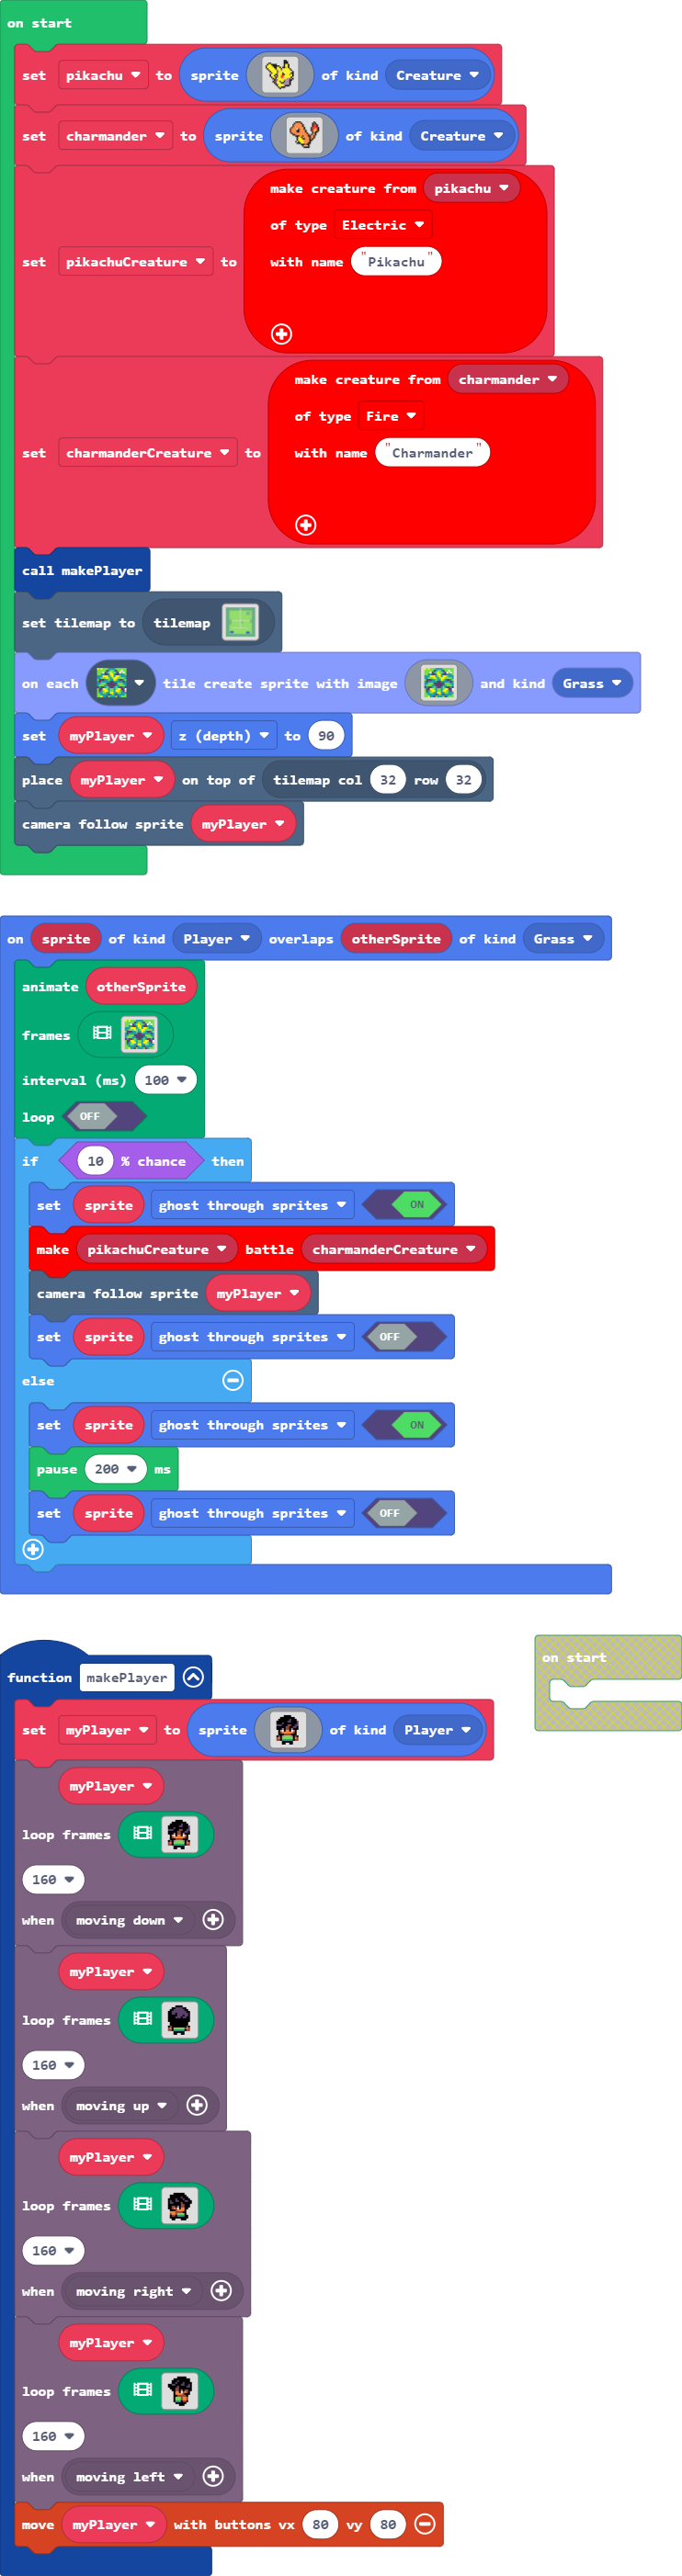 on start
set pikachu to sprite of kind Creature
set charmander to sprite of kind Creature
make creature from pikachu
of type Electric
set pikachuCreature to with name "Pikachu"
make creature from charmander
of type Fire
set charmanderCreature to with name "Charmander"
call makePlayer
set tilemap to tilemap
on each tile create sprite with image and kind Grass
set myPlayer z (depth) to 90
place myPlayer on top of tilemap col 32 row 32
camera follow sprite myPlayer
on sprite of kind Player overlaps otherSprite of kind Grass
animate otherSprite
frames
interval (ms) 100
loop OFF
if 10 % chance then
set sprite ghost through sprites ON
make pikachuCreature battle charmanderCreature
camera follow sprite myPlayer
set sprite ghost through sprites OFF
else
set sprite ghost through sprites ON
pause 200 ms
set sprite ghost through sprites OFF
on start
function makePlayer
set myPlayer to sprite of kind Player
myPlayer
loop frames
160
when moving down
myPlayer
loop frames
160
when moving up
myPlayer
loop frames
160
when moving right
myPlayer
loop frames
160
when moving left
move myPlayer with buttons vx 80 vy 80